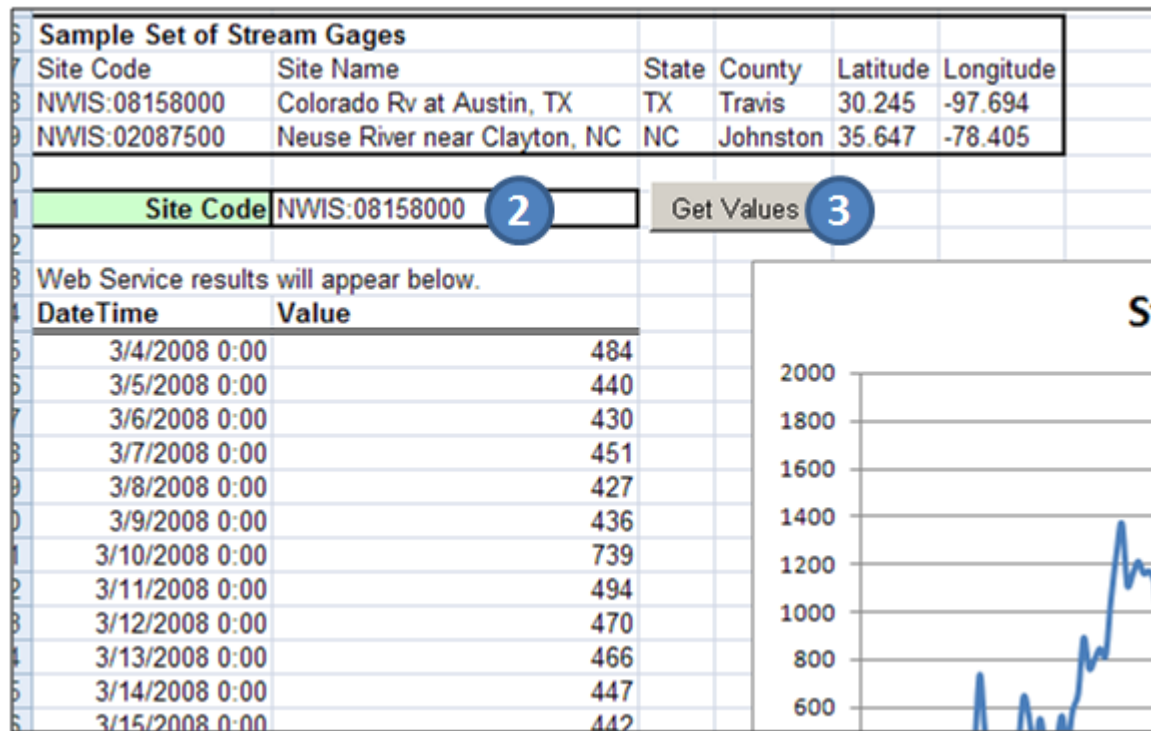 Sample Set of Stream Gages
Site Code Site Name State County Latitude Longitude
NWIS:08158000 Colorado Rv at Austin, TX TX Travis 30.245 -97.694
NWIS:02087500 Neuse River near Clayton, NC NC Johnston 35.647 -78.405
Site Code NWIS:08158000 2 Get Values 3
Web Service results will appear below.
DateTime Value
3/4/2008 0:00 484
3/5/2008 0:00 440
3/6/2008 0:00 430
3/7/2008 0:00 451
3/8/2008 0:00 427
3/9/2008 0:00 436
3/10/2008 0:00 739
3/11/2008 0:00 494
3/12/2008 0:00 470
3/13/2008 0:00 466
3/14/2008 0:00 447
3/15/2008 0:00 442
2000
1800
1600
1400
1200
1000
800
600